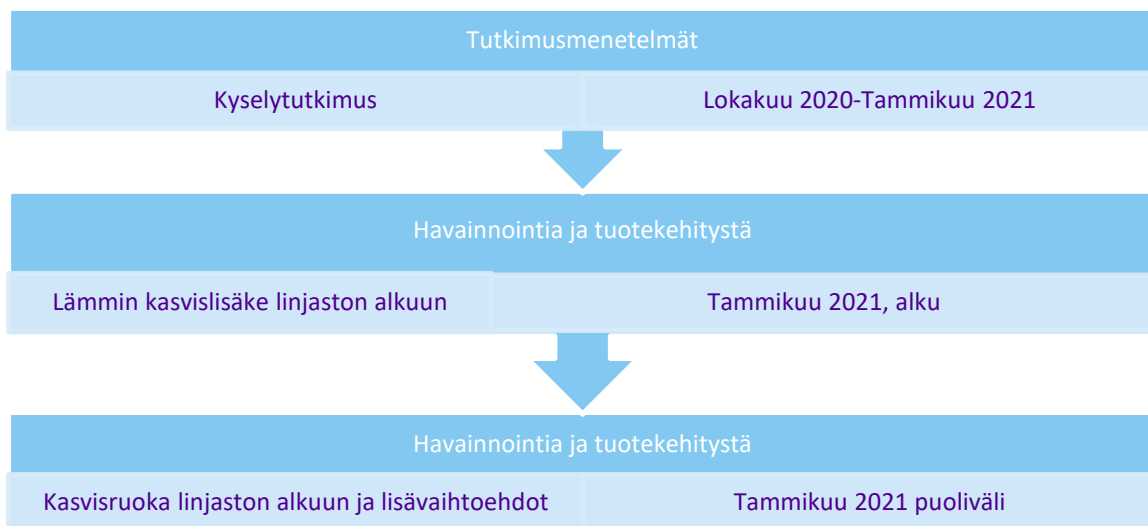 Tutkimusmenetelmät
Kyselytutkimus
Lokakuu 2020-Tammikuu 2021
Havainnointia ja tuotekehitystä
Lämmin kasvislisäke linjaston alkuun
Tammikuu 2021, alku
Havainnointia ja tuotekehitystä
Kasvisruoka linjaston alkuun ja lisävaihtoehdot
Tammikuu 2021 puoliväli